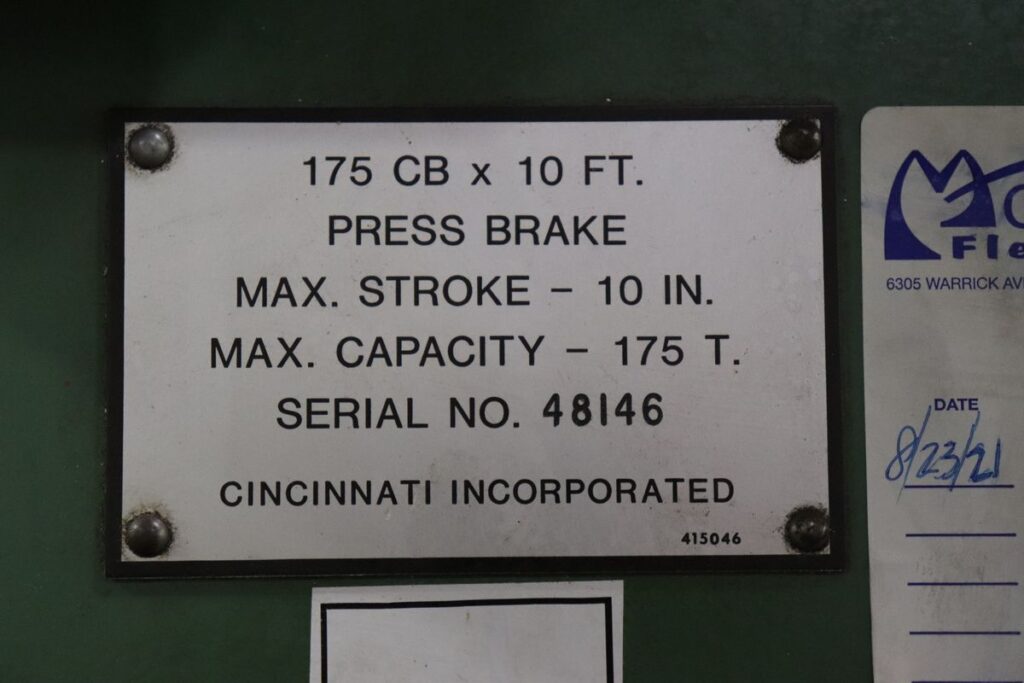 175 CB x 10 FT.
PRESS BRAKE
MAX. STROKE – 10 IN.
MAX. CAPACITY – 175 T.
SERIAL NO. 48146
CINCINNATI INCORPORATED
415046
Fle
6305 WARRICK AV
DATE
8/23/21